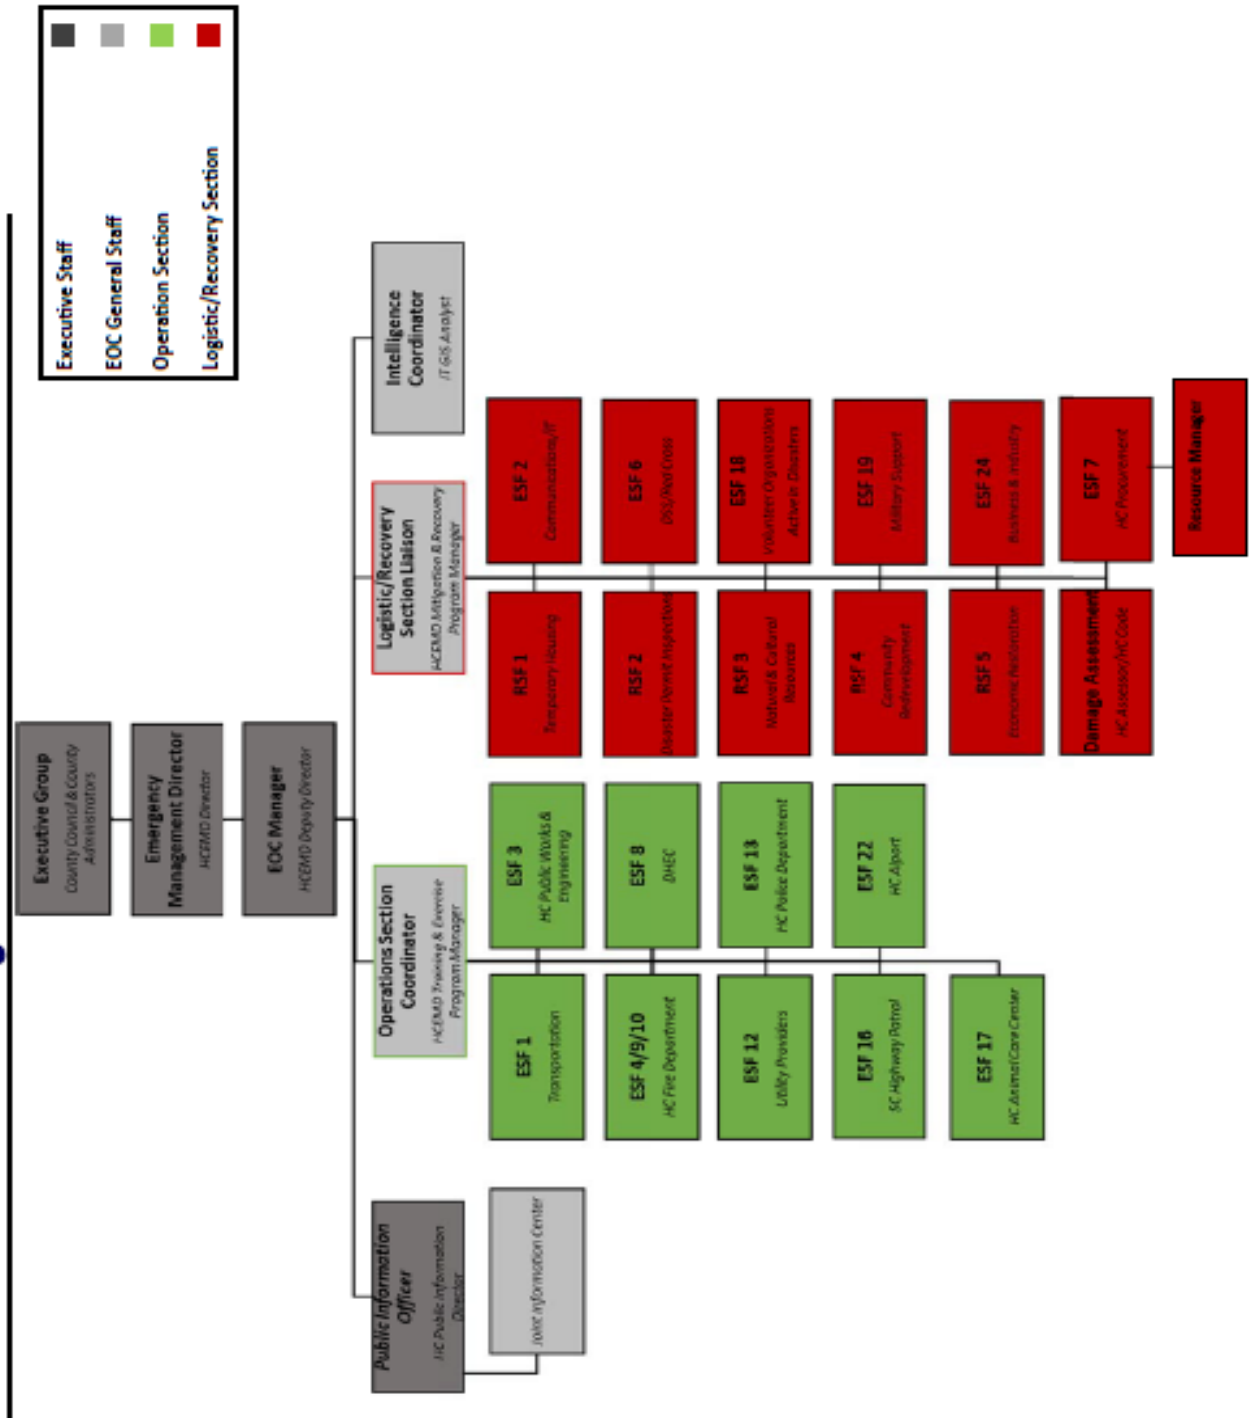 Executive Staff
EOC General Staff
Operation Section
Logistic/Recovery Section
Executive Group
County Council & County
Administrators
Emergency
Management Director
HCEMD Director
EOC Manager
HCEMD Deputy Director
Public Information
Officer
HC Public Information
Director
Joint Information Center
Operations Section
Coordinator
HCEMD Training & Exercise
Program Manager
Logistic/Recovery
Section Liaison
HCEMD Mitigation & Recovery
Program Manager
Intelligence
Coordinator
IT GIS Analyst
ESF 1
Transportation
ESF 3
HC Public Works &
Engineering
ESF 4/9/10
HC Fire Department
ESF 8
DHEC
ESF 12
Utility Providers
ESF 13
HC Police Department
ESF 16
SC Highway Patrol
ESF 22
HC Aiport
ESF 17
HC Animal Care Center
RSF 1
Temporary Housing
ESF 2
Communications/IT
RSF 2
Disaster Permit Inspections
ESF 6
DSS/Red Cross
RSF 3
Natural & Cultural
Resources
ESF 18
Volunteer Organizations
Active in Disasters
RSF 4
Community
Redevelopment
ESF 19
Military Support
RSF 5
Economic Restoration
ESF 24
Business & Industry
Damage Assessment
HC Assessor/HC Code
ESF 7
HC Procurement
Resource Manager